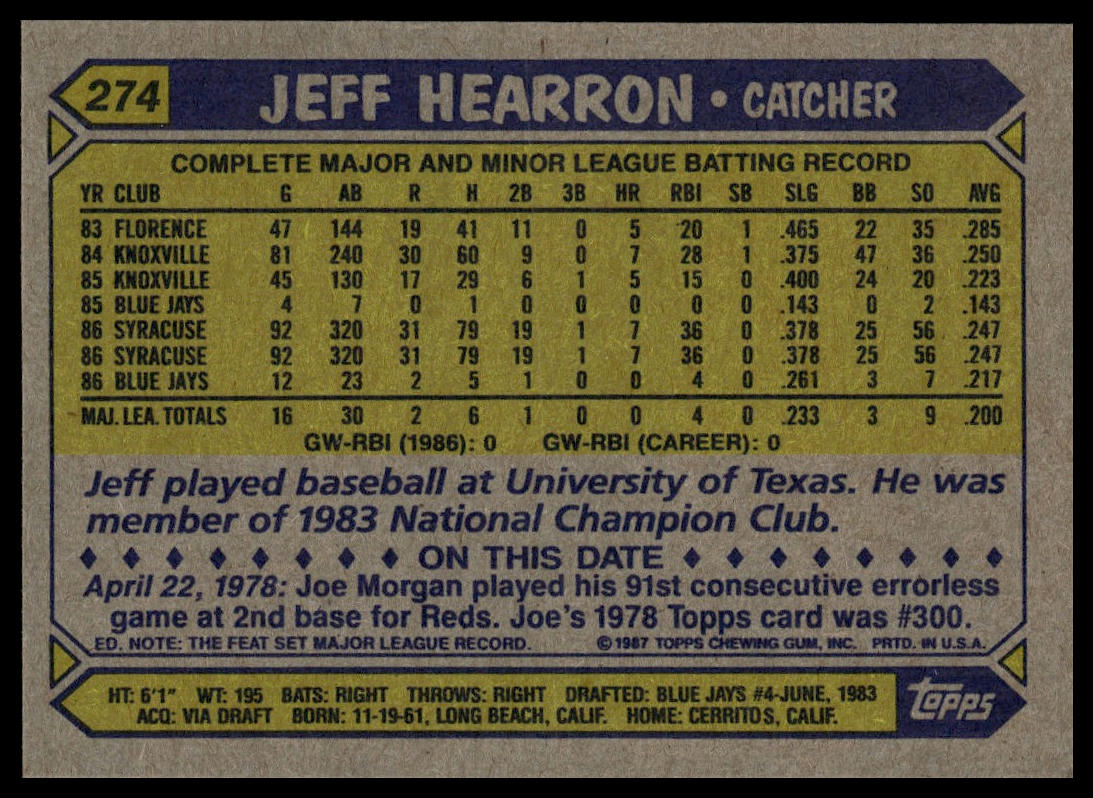 274 JEFF HEARRON • CATCHER
COMPLETE MAJOR AND MINOR LEAGUE BATTING RECORD
YR CLUB G AB R H 2B 3B HR RBI SB SLG BB SO AVG
83 FLORENCE 47 144 19 41 11 0 5 20 1 .465 22 35 .285
84 KNOXVILLE 81 240 30 60 9 0 7 28 1 .375 47 36 .250
85 KNOXVILLE 45 130 17 29 6 1 5 15 0 .400 24 20 .223
85 BLUE JAYS 4 7 0 1 0 0 0 0 0 .143 0 2 .143
86 SYRACUSE 92 320 31 79 19 1 7 36 0 .378 25 56 .247
86 SYRACUSE 92 320 31 79 19 1 7 36 0 .378 25 56 .247
86 BLUE JAYS 12 23 2 5 1 0 0 4 0 .261 3 7 .217
MAJ. LEA. TOTALS 16 30 2 6 1 0 0 4 0 .233 3 9 .200
GW-RBI (1986): 0 GW-RBI (CAREER): 0
Jeff played baseball at University of Texas. He was
member of 1983 National Champion Club.
♦ ♦ ♦ ♦ ♦ ♦ ♦ ♦ ON THIS DATE ♦ ♦ ♦ ♦ ♦ ♦ ♦ ♦
April 22, 1978: Joe Morgan played his 91st consecutive errorless
game at 2nd base for Reds. Joe's 1978 Topps card was #300.
ED. NOTE: THE FEAT SET MAJOR LEAGUE RECORD. ©1987 TOPPS CHEWING GUM, INC. PRTD. IN U.S.A.
HT: 6'1" WT: 195 BATS: RIGHT THROWS: RIGHT DRAFTED: BLUE JAYS #4-JUNE, 1983
ACQ: VIA DRAFT BORN: 11-19-61, LONG BEACH, CALIF. HOME: CERRITOS, CALIF.
topps